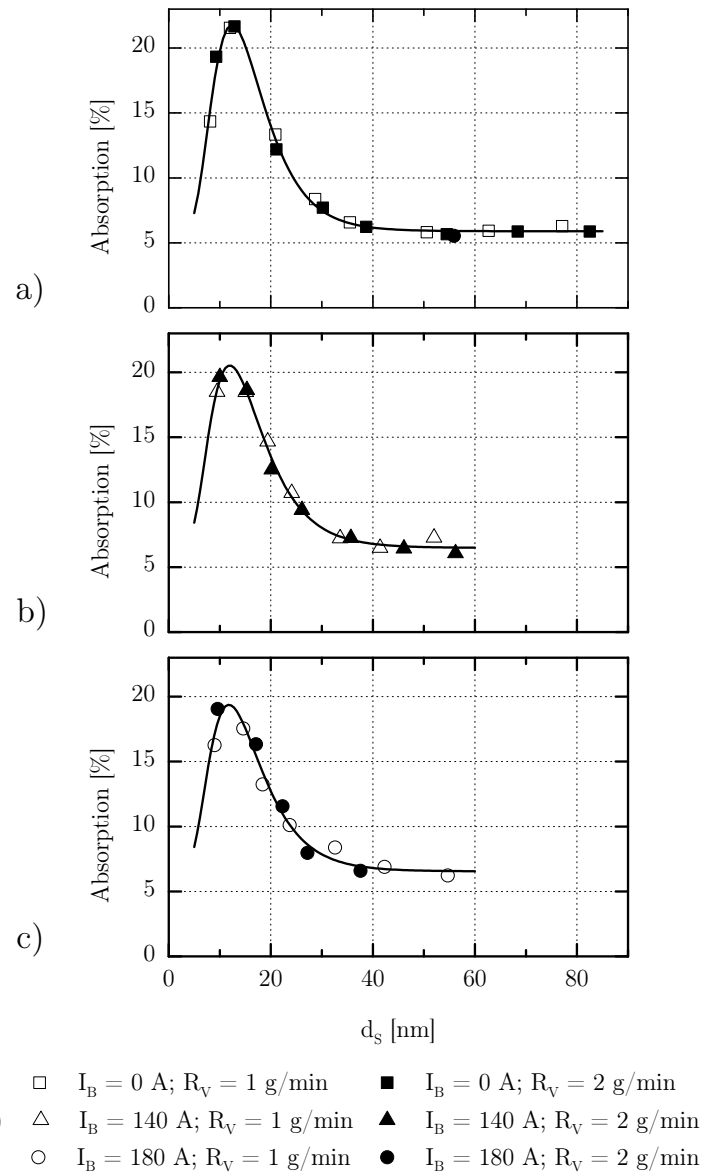 20
15
10
5
0
Absorption [%]
a)
20
15
10
5
0
Absorption [%]
b)
20
15
10
5
0
Absorption [%]
c)
0 20 40 60 80
d_S [nm]
I_B = 0 A; R_V = 1 g/min I_B = 0 A; R_V = 2 g/min
I_B = 140 A; R_V = 1 g/min I_B = 140 A; R_V = 2 g/min
I_B = 180 A; R_V = 1 g/min I_B = 180 A; R_V = 2 g/min